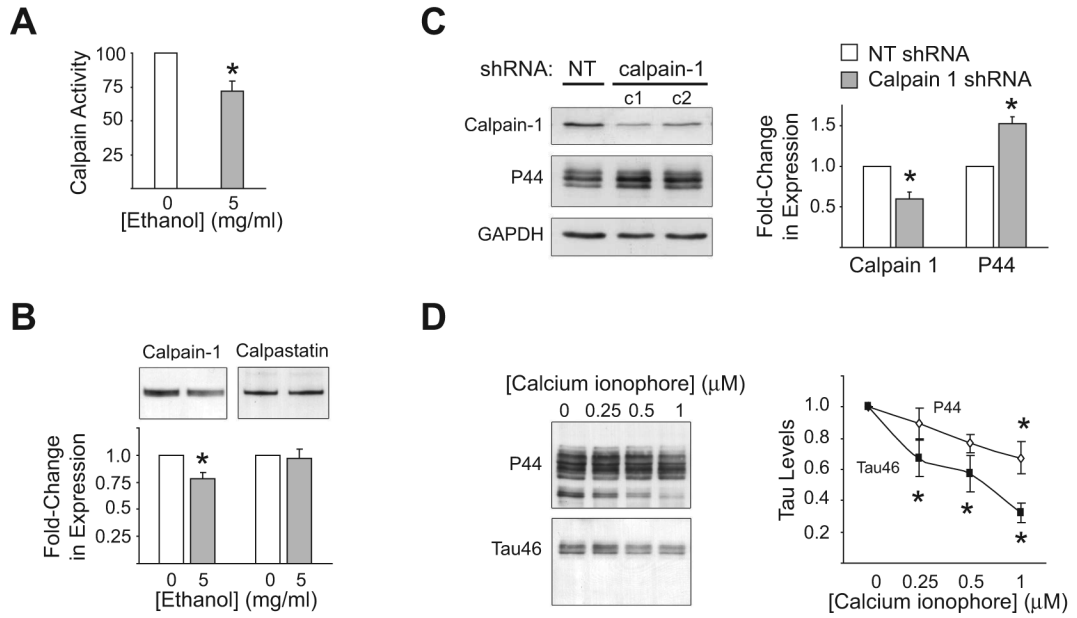 A
Calpain Activity
100
75
50
25
*
0 5
[Ethanol] (mg/ml)
B
Calpain-1 Calpastatin
Fold-Change
in Expression
1.0
0.75
0.5
0.25
*
0 5 0 5
[Ethanol] (mg/ml)
C
shRNA: NT calpain-1
c1 c2
Calpain-1
P44
GAPDH
NT shRNA
Calpain 1 shRNA
Fold-Change
in Expression
1.5
1.0
0.5
* *
Calpain 1 P44
D
[Calcium ionophore] (μM)
0 0.25 0.5 1
P44
Tau46
Tau Levels
1.0
0.8
0.6
0.4
0.2
P44
Tau46
* * * *
0 0.25 0.5 1
[Calcium ionophore] (μM)